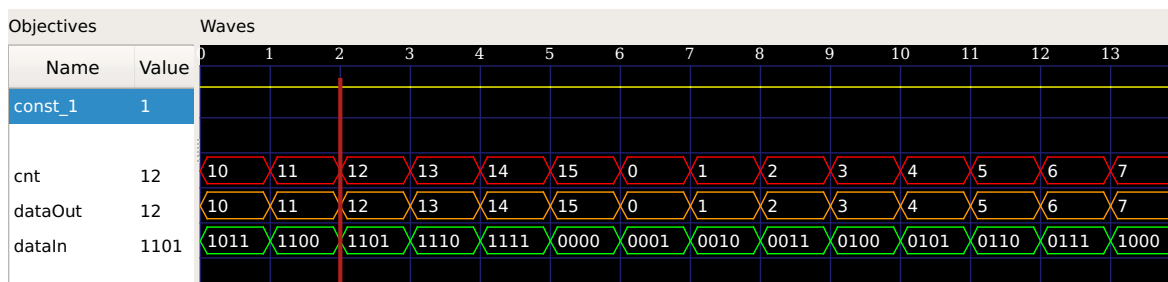 Objectives Waves
0 1 2 3 4 5 6 7 8 9 10 11 12 13
Name Value
const_1 1
cnt 12 10 11 12 13 14 15 0 1 2 3 4 5 6 7
dataOut 12 10 11 12 13 14 15 0 1 2 3 4 5 6 7
dataIn 1101 1011 1100 1101 1110 1111 0000 0001 0010 0011 0100 0101 0110 0111 1000